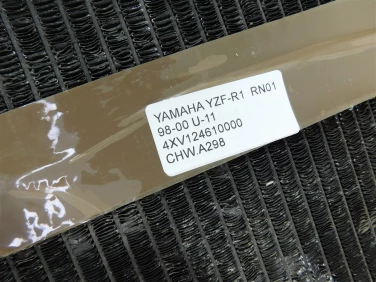 YAMAHA YZF-R1 RN01
98-00 U-11
4XV124610000
CHW.A298